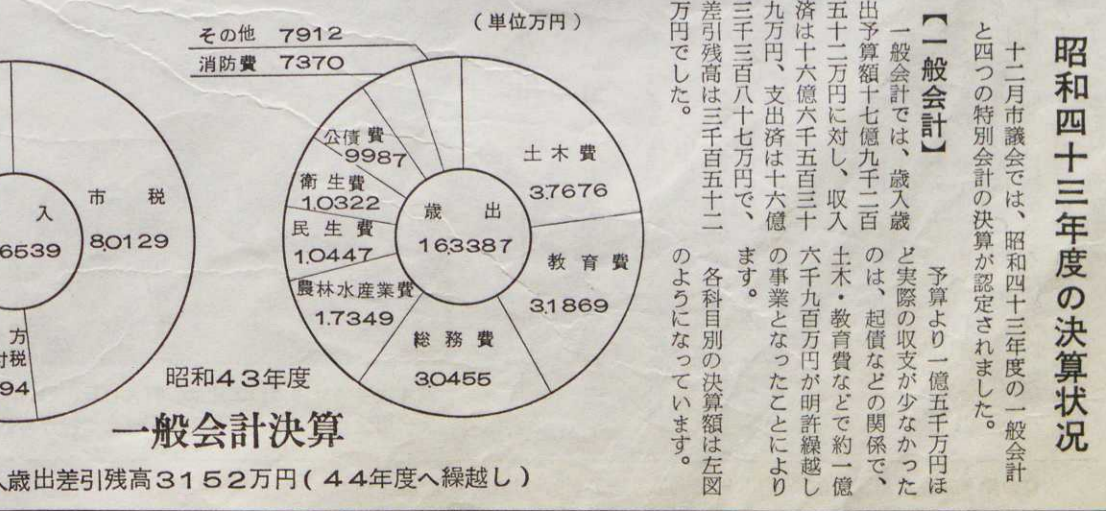 昭和四十三年度の決算状況
十二月市議会では、昭和四十三年度の一般会計
と四つの特別会計の決算が認定されました。
【一般会計】
一般会計では、歳入歳
出予算額十七億九千二百
五十二万円に対し、収入
済は十六億六千五百三十
九万円、支出済は十六億
三千三百八十七万円で、
差引残高は三千百五十二
万円でした。
予算より一億五千万円ほ
ど実際の収支が少なかった
のは、起債などの関係で、
土木・教育費などで約一億
六千九百万円が明許繰越し
の事業となったことにより
ます。
各科目別の決算額は左図
のようになっています。
(単位万円)
その他 7912
消防費 7370
公債費
9987
衛生費
1.0322
民生費
1.0447
農林水産業費
1.7349
総務費
3.0455
教育費
3.1869
土木費
3.7676
歳出
16.3387
市税
8.0129
入
6539
方
付税
94
昭和43年度
一般会計決算
歳出差引残高3152万円(44年度へ繰越し)